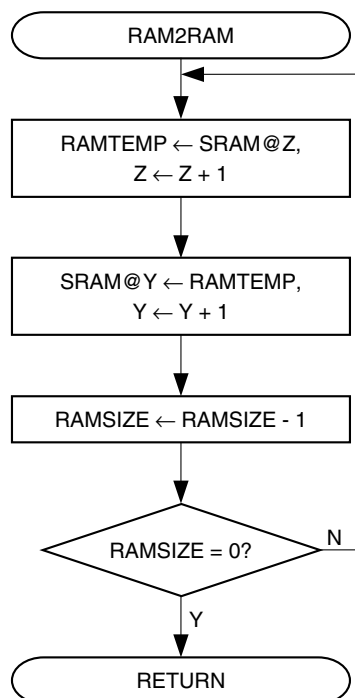 RAM2RAM
RAMTEMP ← SRAM@Z,
Z ← Z + 1
SRAM@Y ← RAMTEMP,
Y ← Y + 1
RAMSIZE ← RAMSIZE - 1
RAMSIZE = 0?
N
Y
RETURN